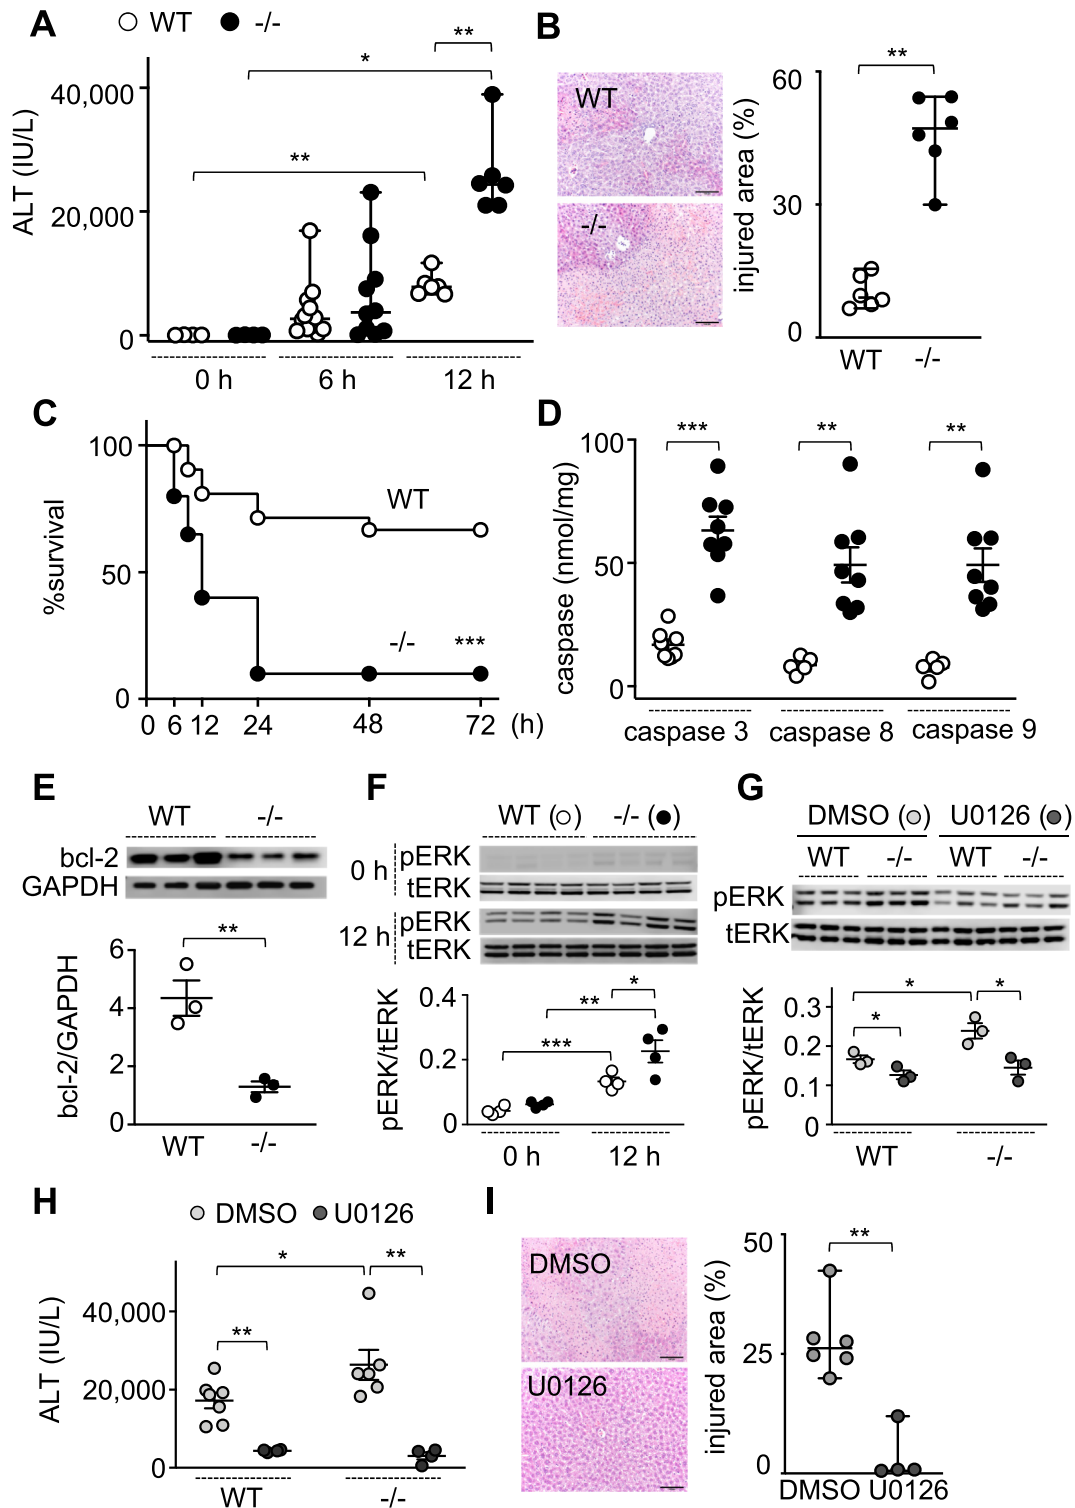 A
WT -/-
ALT (IU/L)
40,000
20,000
0
*
**
**
0 h 6 h 12 h
B
WT
-/-
injured area (%)
60
30
0
**
WT -/-
C
%survival
100
50
0
WT
-/- ***
0 6 12 24 48 72 (h)
D
caspase (nmol/mg)
100
50
0
*** ** **
caspase 3 caspase 8 caspase 9
E
WT -/-
bcl-2
GAPDH
bcl-2/GAPDH
6
4
2
0
**
WT -/-
F
WT ( ) -/- ( )
0 h
pERK
tERK
12 h
pERK
tERK
pERK/tERK
0.4
0.2
0
*
**
***
0 h 12 h
G
DMSO ( ) U0126 ( )
WT -/- WT -/-
pERK
tERK
pERK/tERK
0.3
0.2
0.1
0
* *
*
WT -/-
H
DMSO U0126
ALT (IU/L)
40,000
20,000
0
* **
**
WT -/-
I
DMSO
U0126
injured area (%)
50
25
0
**
DMSO U0126